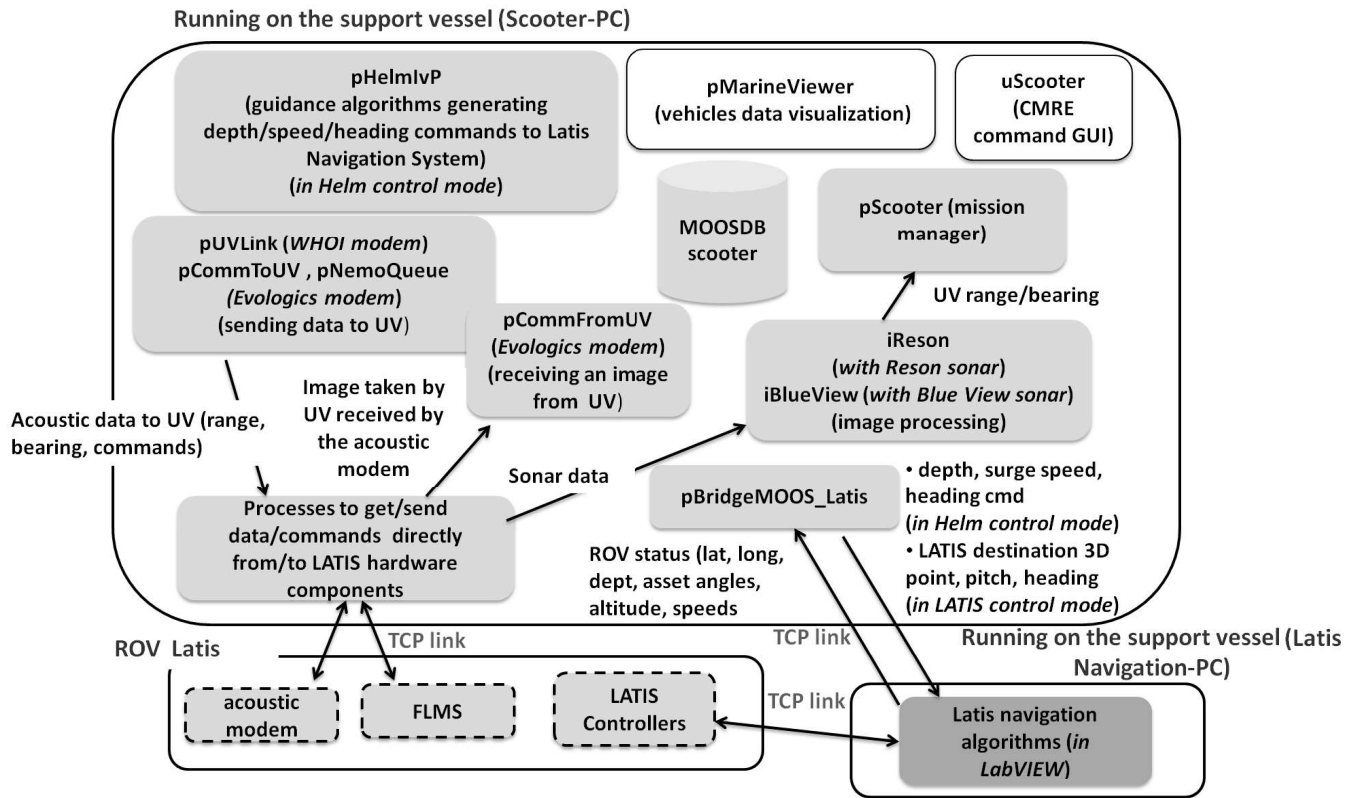 Running on the support vessel (Scooter-PC)
pHelmIvP
(guidance algorithms generating
depth/speed/heading commands to Latis
Navigation System)
(in Helm control mode)
pMarineViewer
(vehicles data visualization)
uScooter
(CMRE
command GUI)
MOOSDB
scooter
pScooter (mission
manager)
pUVLink (WHOI modem)
pCommToUV , pNemoQueue
(Evologics modem)
(sending data to UV)
UV range/bearing
pCommFromUV
(Evologics modem)
(receiving an image
from UV)
iReson
(with Reson sonar)
iBlueView (with Blue View sonar)
(image processing)
Acoustic data to UV (range,
bearing, commands)
Image taken by
UV received by
the acoustic
modem
Sonar data
Processes to get/send
data/commands directly
from/to LATIS hardware
components
pBridgeMOOS_Latis
• depth, surge speed,
heading cmd
(in Helm control mode)
• LATIS destination 3D
point, pitch, heading
(in LATIS control mode)
ROV status (lat, long,
dept, asset angles,
altitude, speeds
TCP link
TCP link
ROV Latis
Running on the support vessel (Latis
Navigation-PC)
acoustic
modem
FLMS
LATIS
Controllers
TCP link
Latis navigation
algorithms (in
LabVIEW)